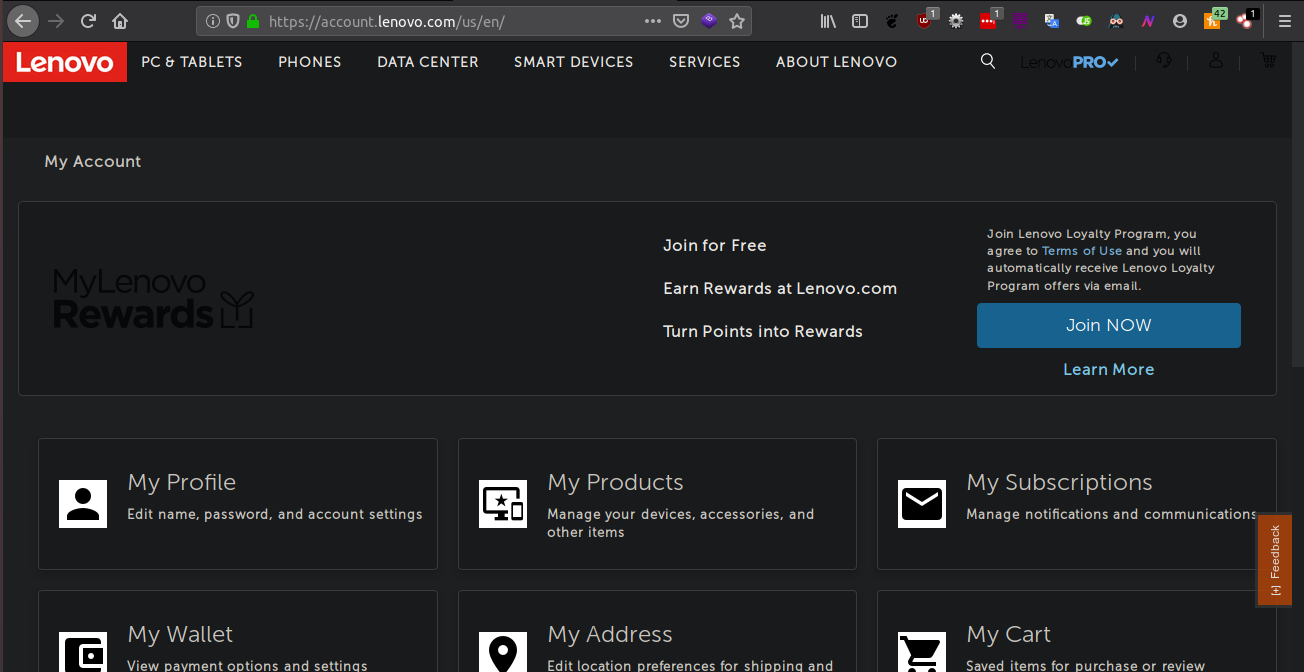 https://account.lenovo.com/us/en/
1
1
42
1
Lenovo
PC & TABLETS
PHONES
DATA CENTER
SMART DEVICES
SERVICES
ABOUT LENOVO
LenovoPRO
My Account
MyLenovo
Rewards
Join for Free
Earn Rewards at Lenovo.com
Turn Points into Rewards
Join Lenovo Loyalty Program, you
agree to Terms of Use and you will
automatically receive Lenovo Loyalty
Program offers via email.
Join NOW
Learn More
My Profile
Edit name, password, and account settings
My Products
Manage your devices, accessories, and
other items
My Subscriptions
Manage notifications and communications
[+] Feedback
My Wallet
View payment options and settings
My Address
Edit location preferences for shipping and
My Cart
Saved items for purchase or review